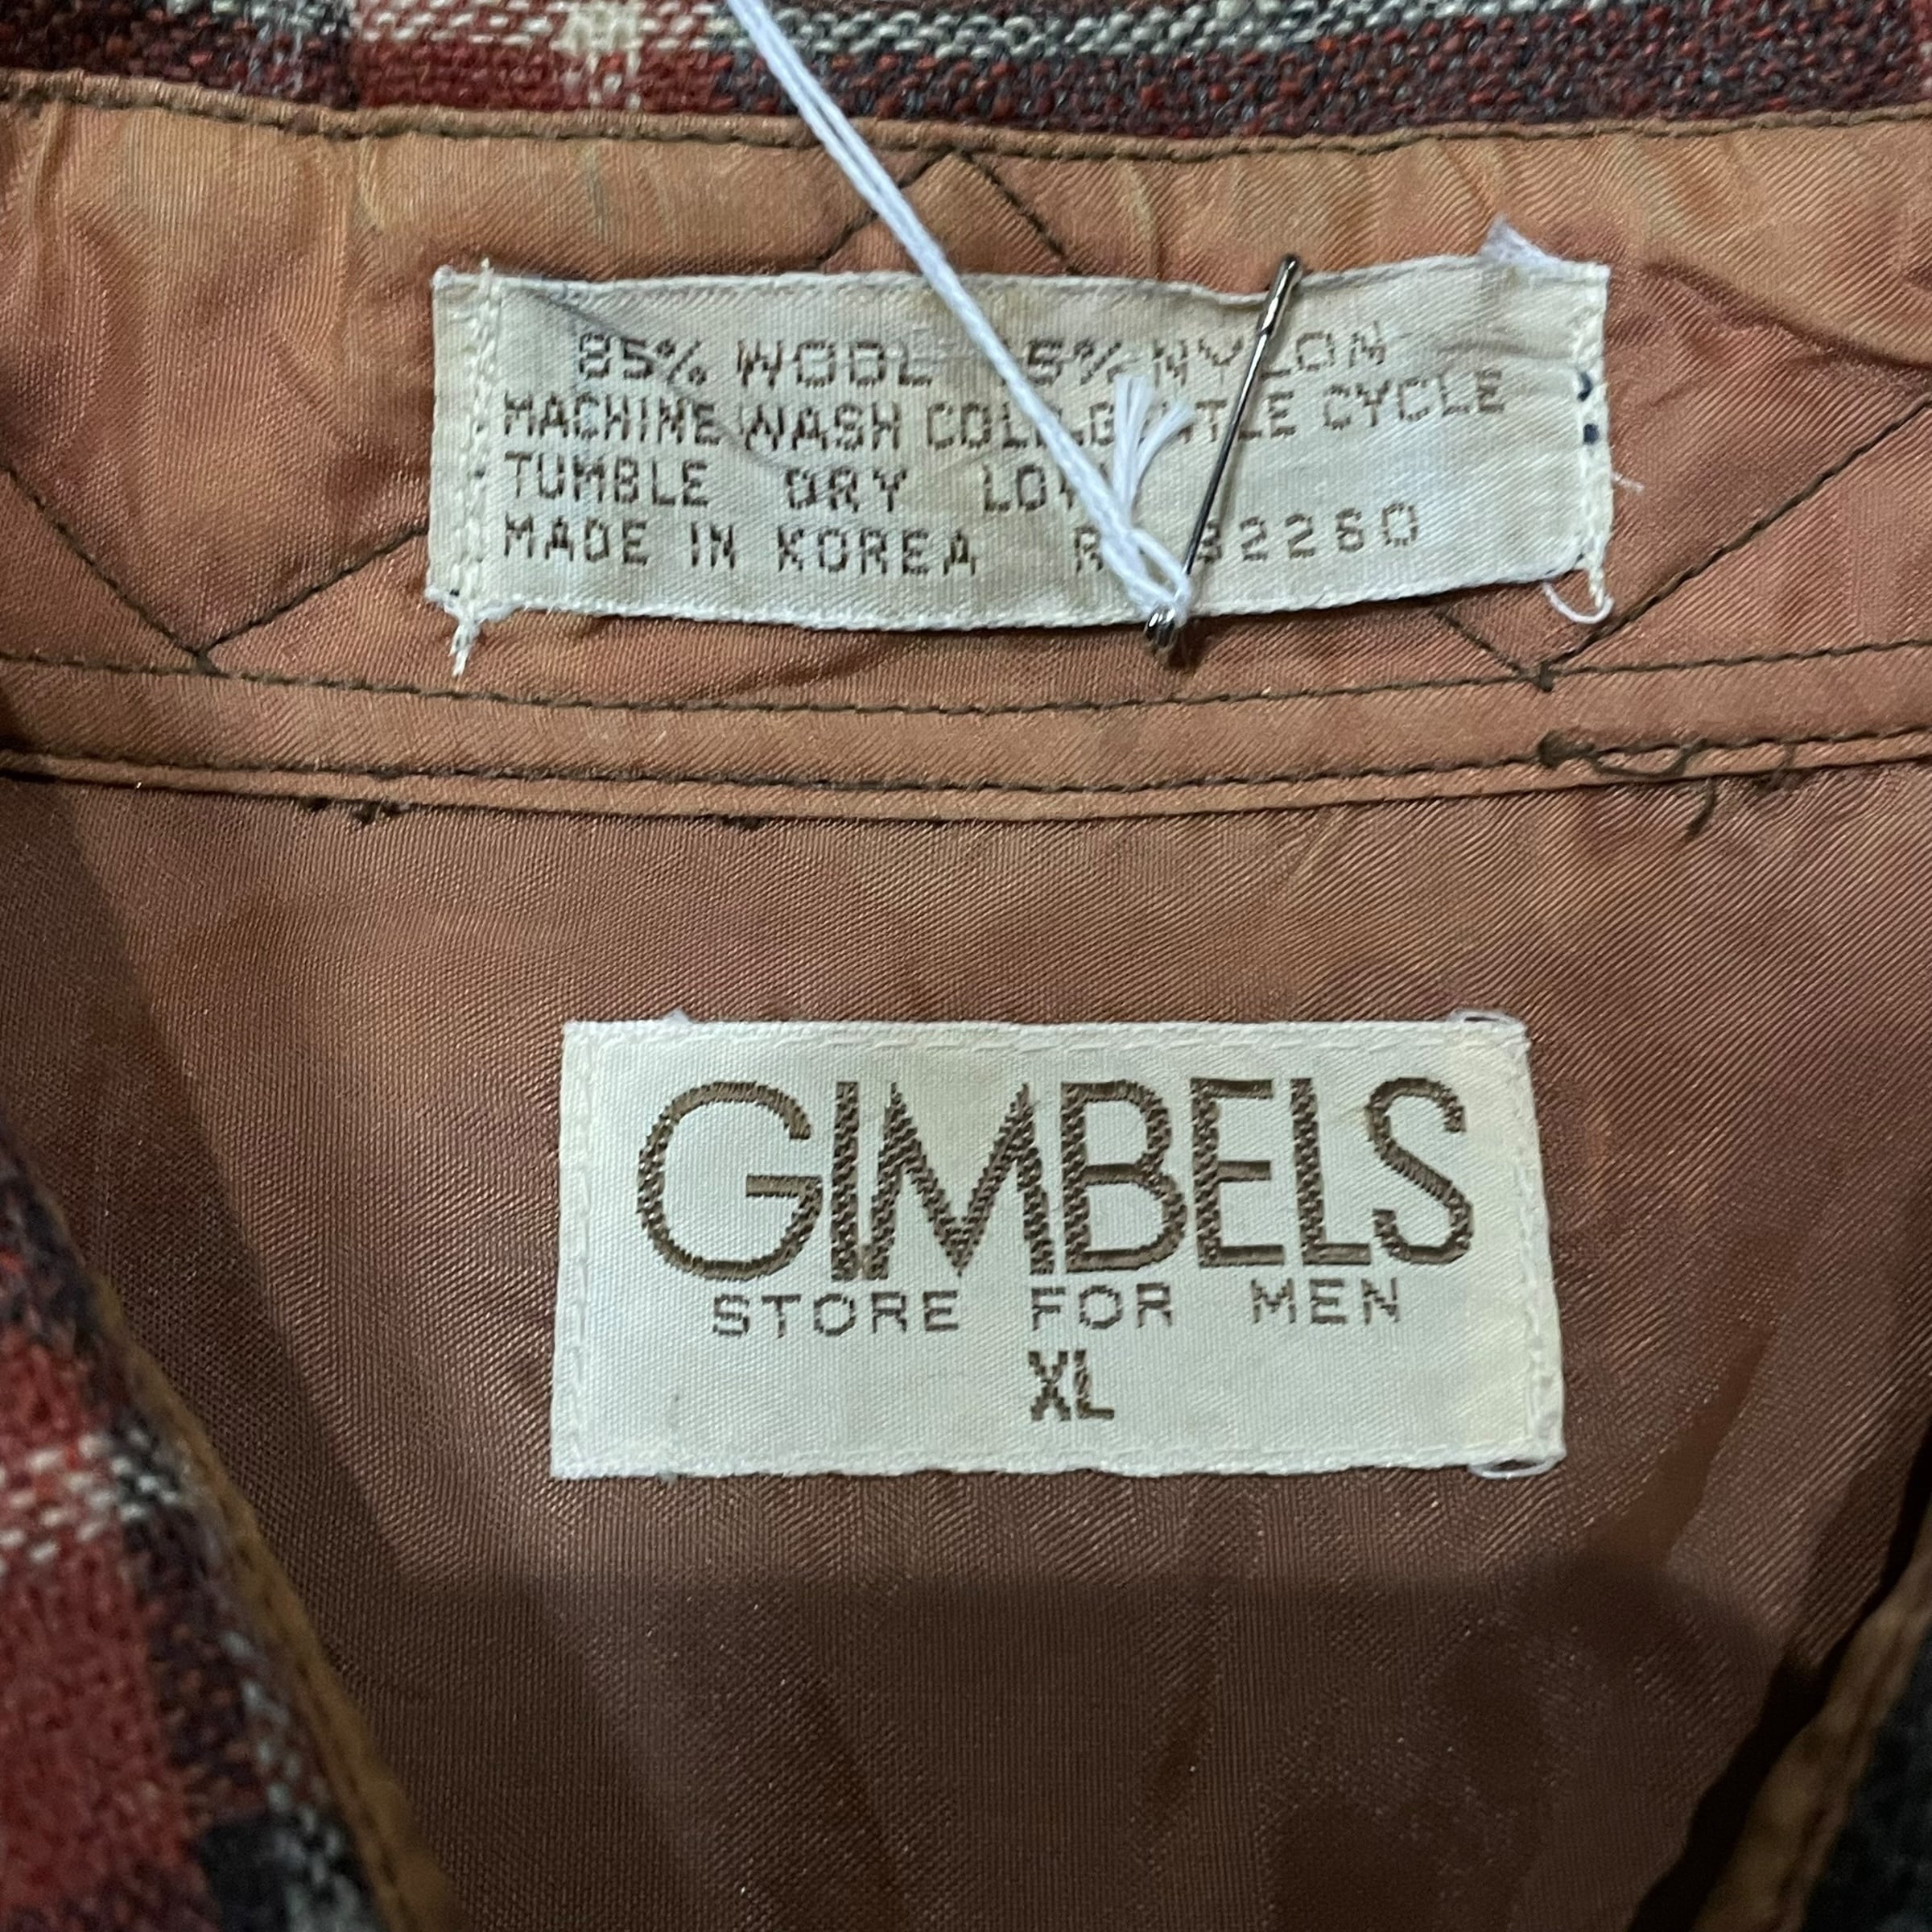 85% WOOL 15% NYLON
MACHINE WASH COLD,GENTLE CYCLE
TUMBLE DRY LOW
MADE IN KOREA
GIMBELS
STORE FOR MEN
XL